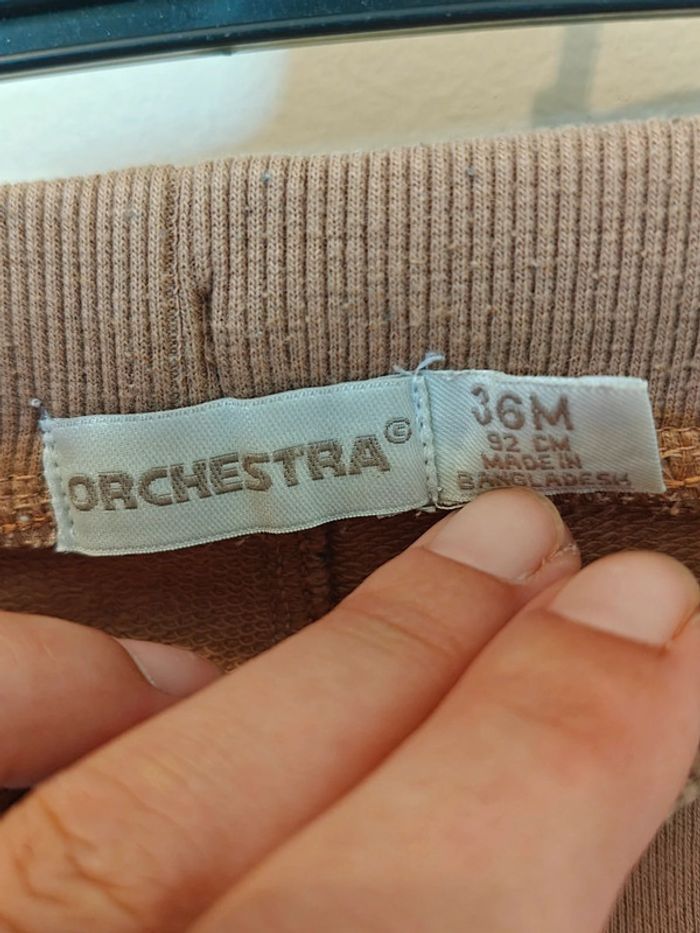 ORCHESTRA
36M
92 CM
MADE IN
BANGLADESH